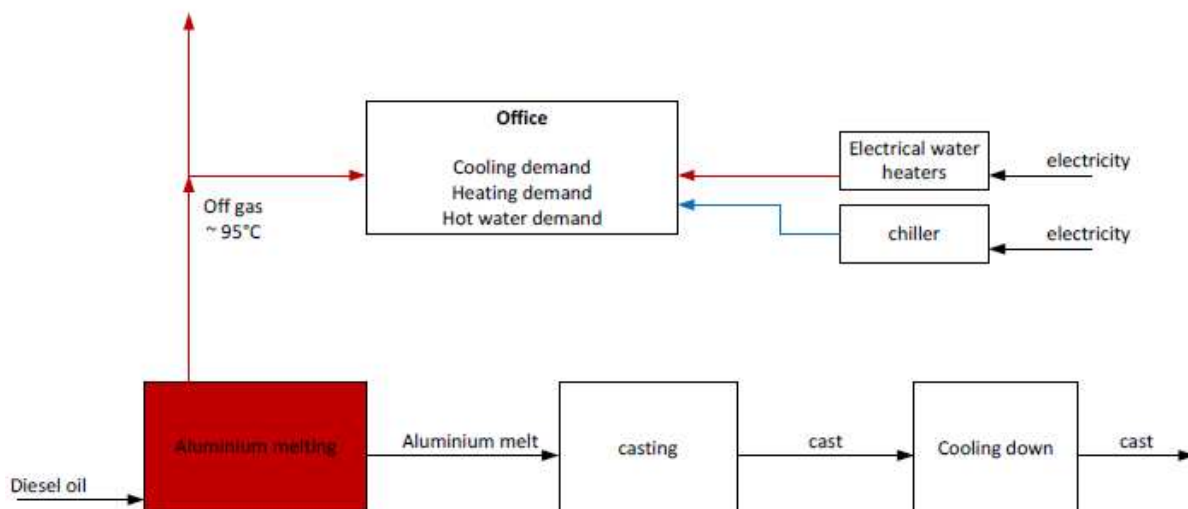 Office
Cooling demand
Heating demand
Hot water demand
Electrical water
heaters
electricity
chiller
electricity
Off gas
~ 95°C
Aluminium melting
Aluminium melt
casting
cast
Cooling down
cast
Diesel oil